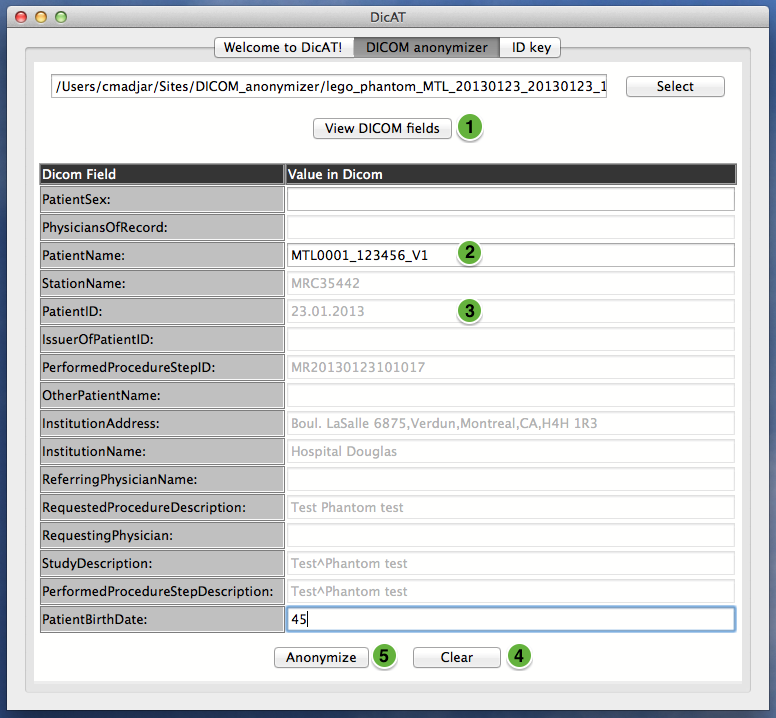 DicAT
Welcome to DicAT! DICOM anonymizer ID key
/Users/cmadjar/Sites/DICOM_anonymizer/lego_phantom_MTL_20130123_20130123_1 Select
View DICOM fields 1
Dicom Field Value in Dicom
PatientSex:
PhysiciansOfRecord:
PatientName: MTL0001_123456_V1 2
StationName: MRC35442
PatientID: 23.01.2013 3
IssuerOfPatientID:
PerformedProcedureStepID: MR20130123101017
OtherPatientName:
InstitutionAddress: Boul. LaSalle 6875,Verdun,Montreal,CA,H4H 1R3
InstitutionName: Hospital Douglas
ReferringPhysicianName:
RequestedProcedureDescription: Test Phantom test
RequestingPhysician:
StudyDescription: Test^Phantom test
PerformedProcedureStepDescription: Test^Phantom test
PatientBirthDate: 45
Anonymize 5 Clear 4